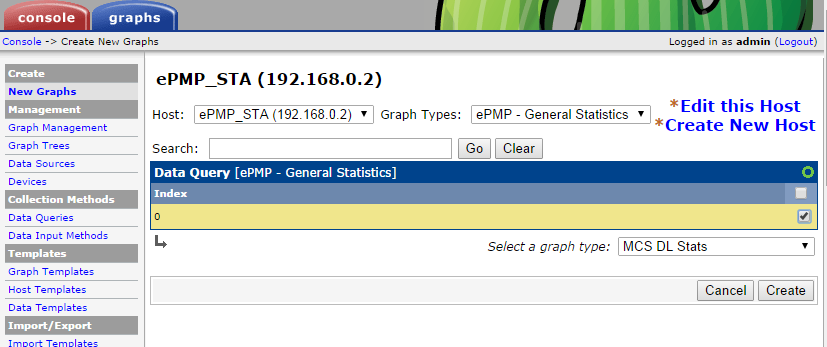 console graphs
Console -> Create New Graphs Logged in as admin (Logout)
Create
New Graphs
Management
Graph Management
Graph Trees
Data Sources
Devices
Collection Methods
Data Queries
Data Input Methods
Templates
Graph Templates
Host Templates
Data Templates
Import/Export
Import Templates
ePMP_STA (192.168.0.2)
Host: ePMP_STA (192.168.0.2) Graph Types: ePMP - General Statistics
*Edit this Host
*Create New Host
Search: Go Clear
Data Query [ePMP - General Statistics]
Index
0
Select a graph type: MCS DL Stats
Cancel Create